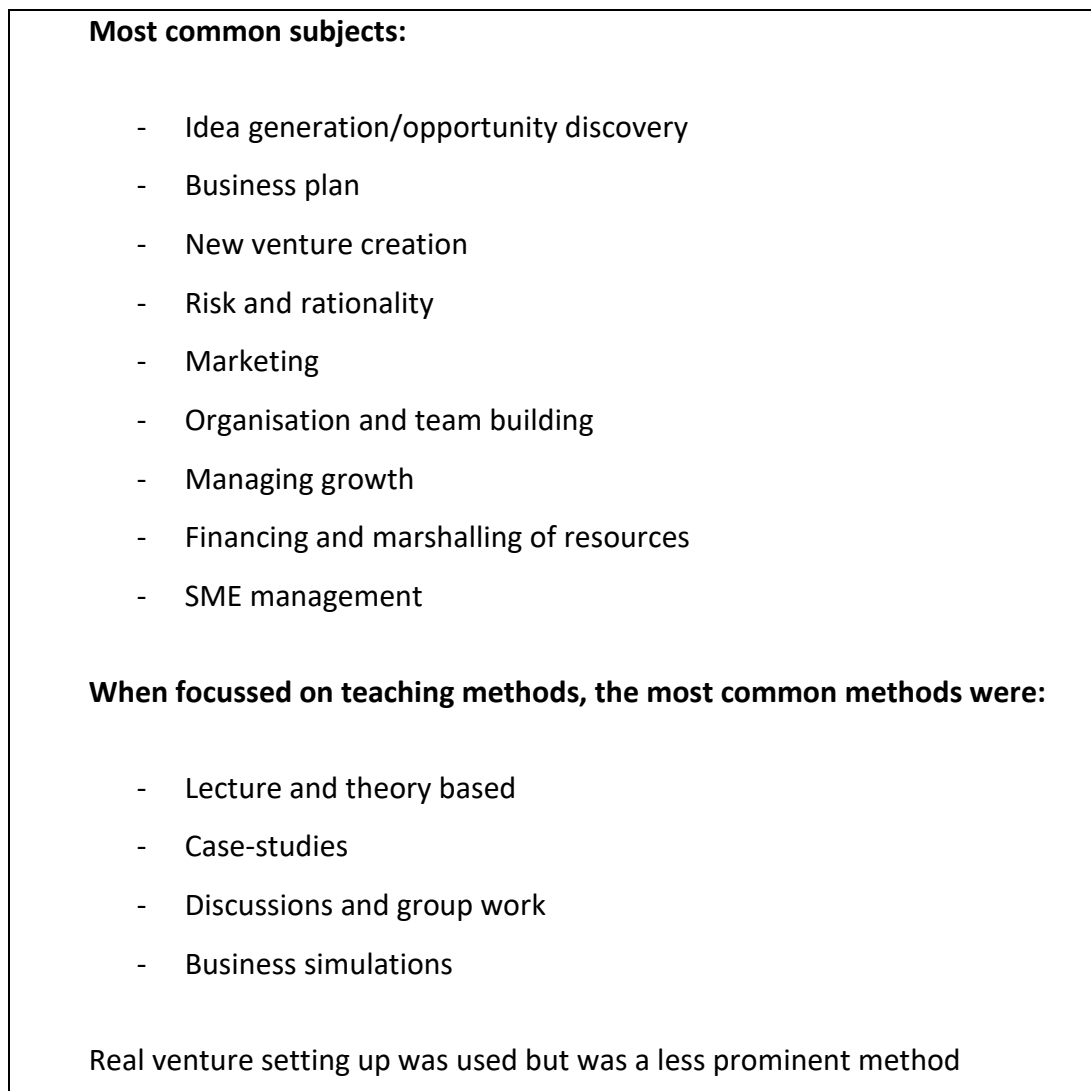 Most common subjects:
- Idea generation/opportunity discovery
- Business plan
- New venture creation
- Risk and rationality
- Marketing
- Organisation and team building
- Managing growth
- Financing and marshalling of resources
- SME management
When focussed on teaching methods, the most common methods were:
- Lecture and theory based
- Case-studies
- Discussions and group work
- Business simulations
Real venture setting up was used but was a less prominent method